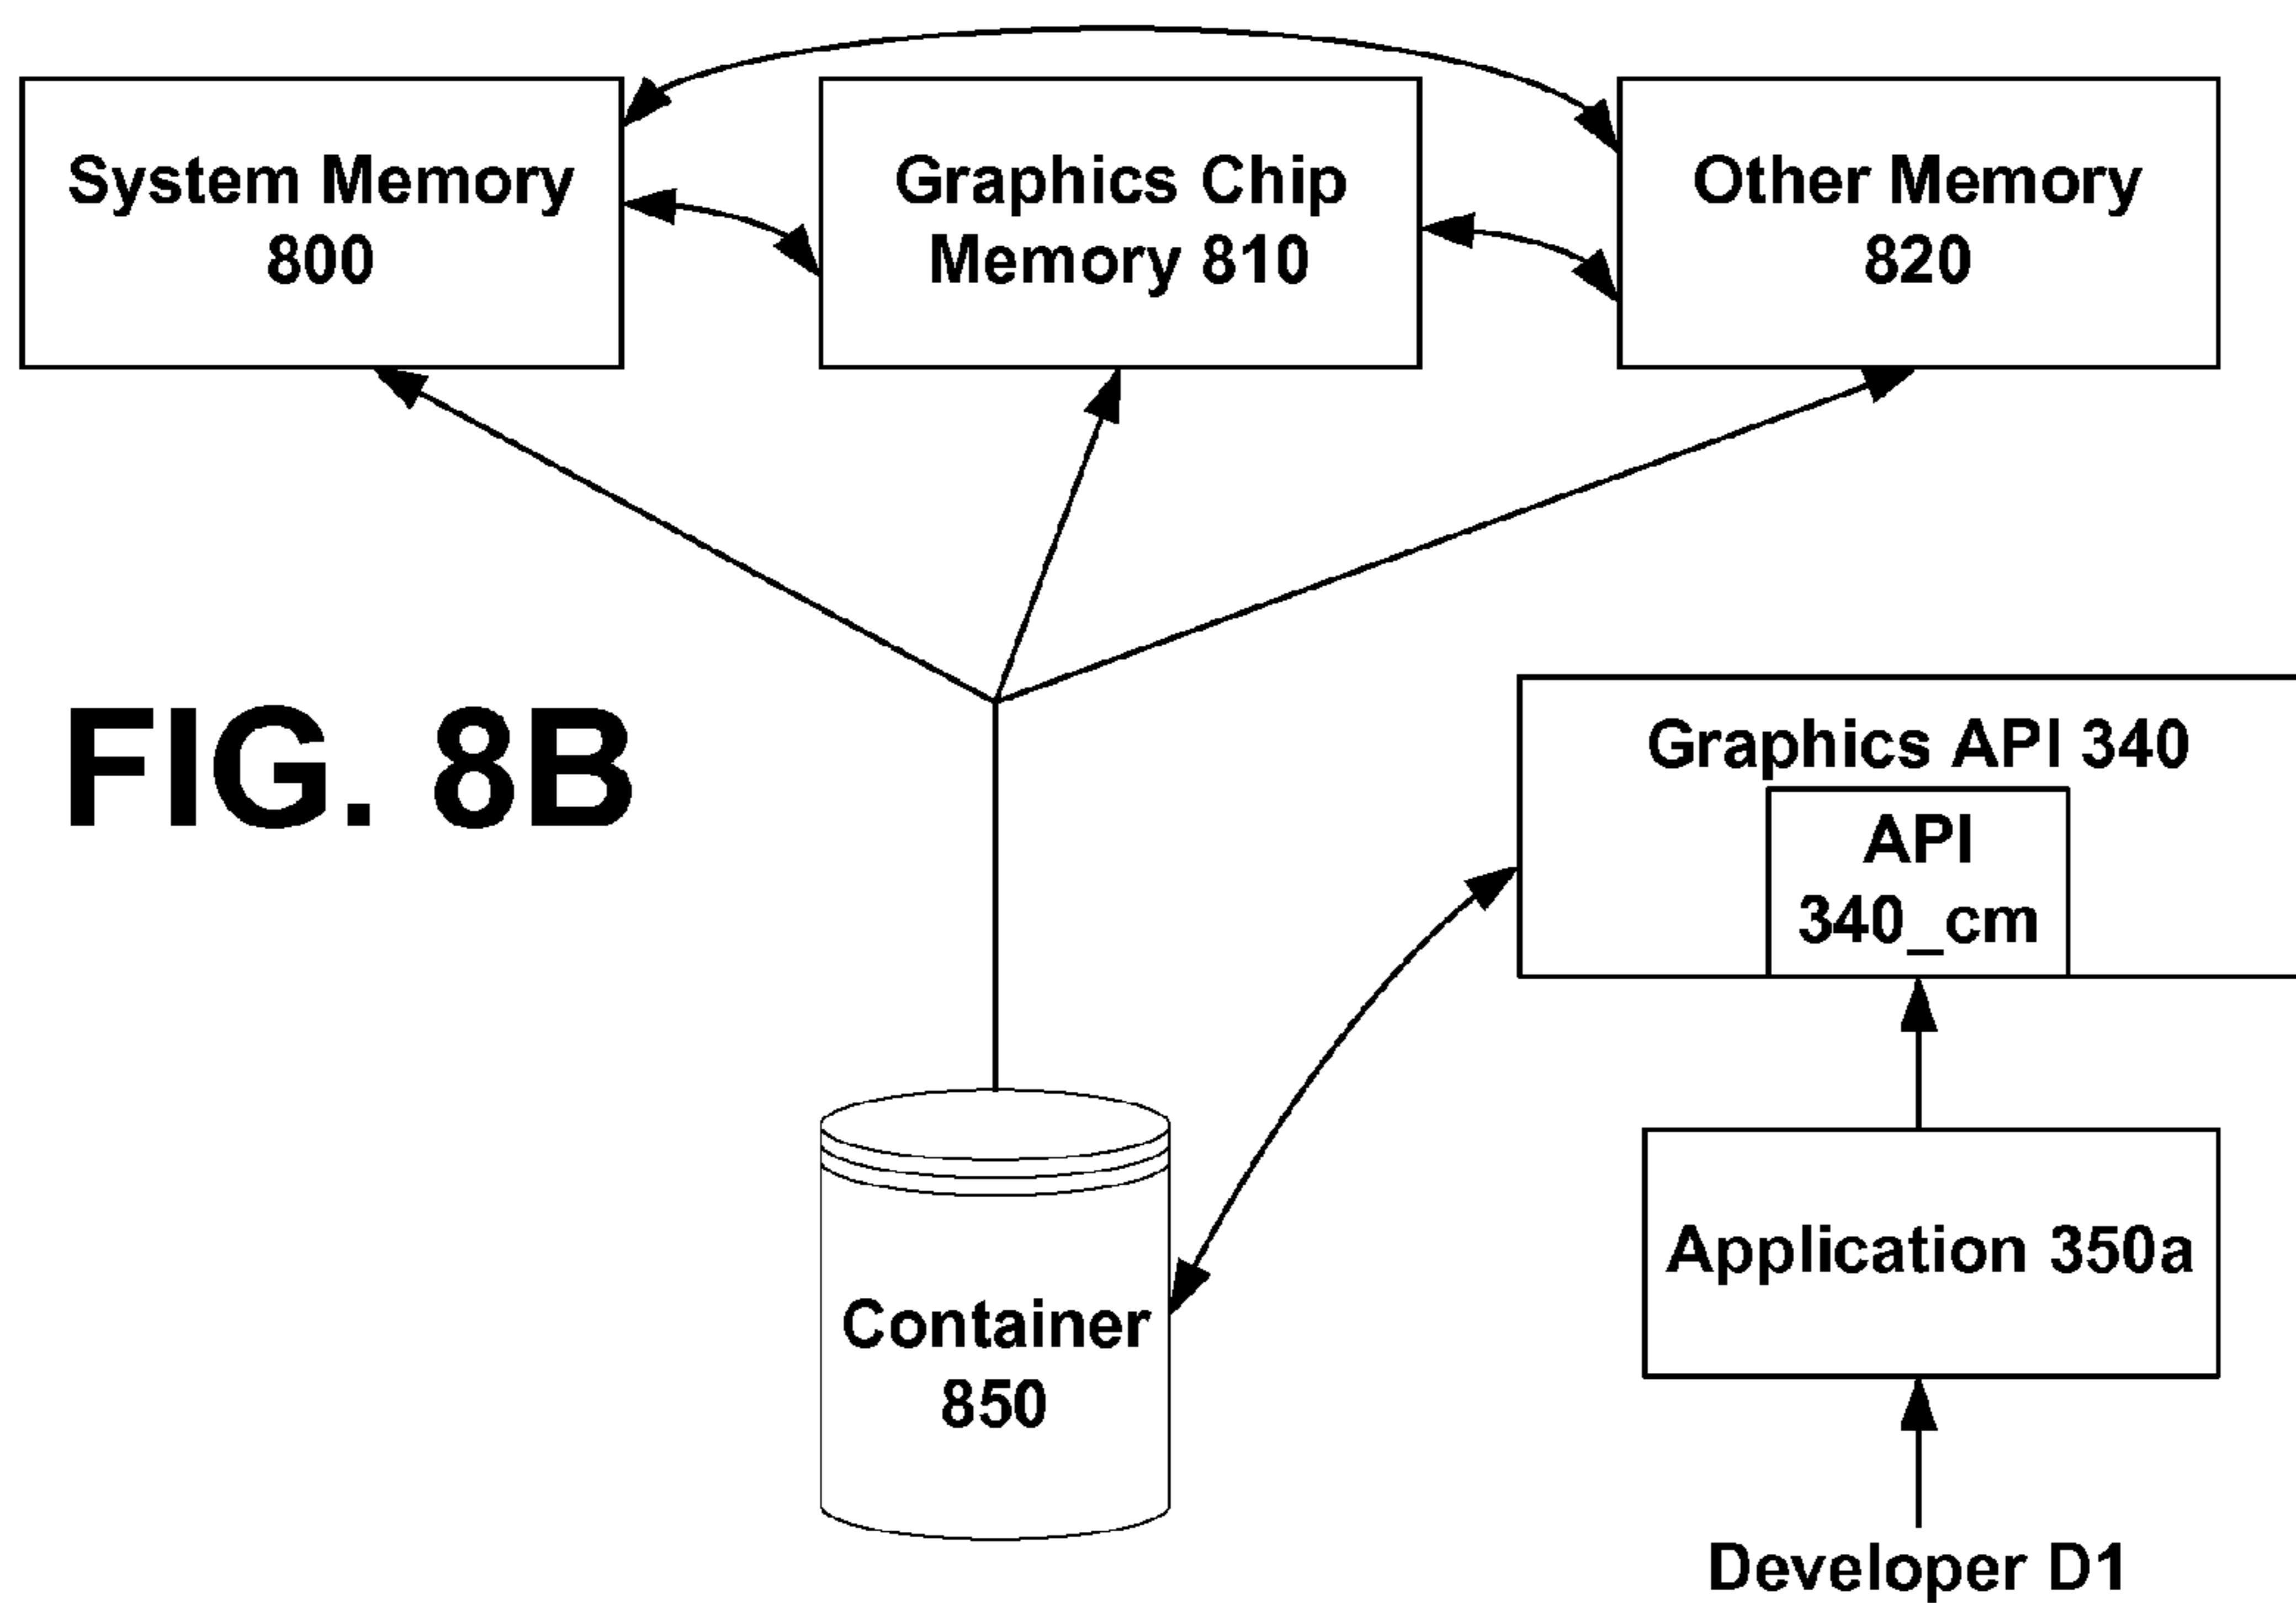 System Memory
800
Graphics Chip
Memory 810
Other Memory
820
FIG. 8B
Graphics API 340
API
340_cm
Application 350a
Container
850
Developer D1